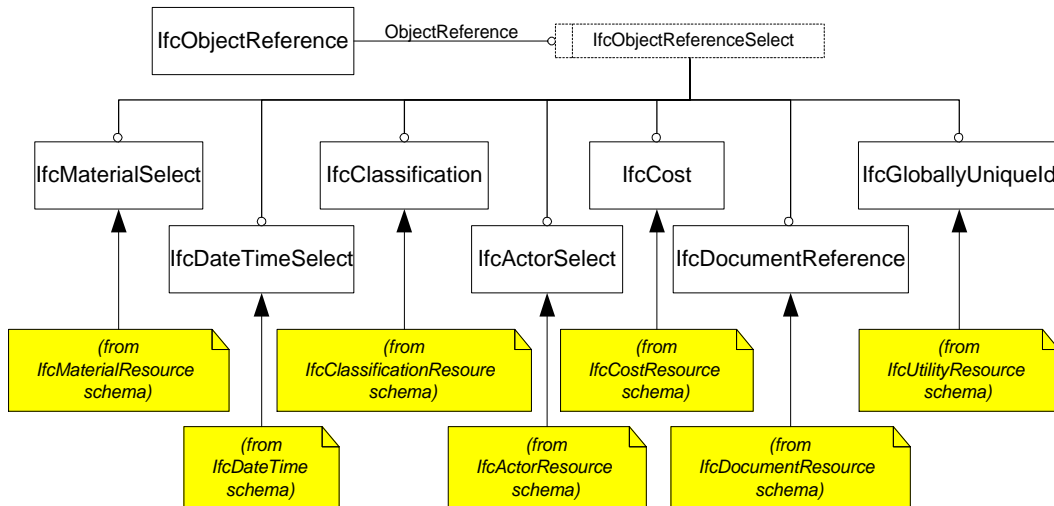 IfcObjectReference
ObjectReference
IfcObjectReferenceSelect
IfcMaterialSelect
IfcClassification
IfcCost
IfcGloballyUniqueId
IfcDateTimeSelect
IfcActorSelect
IfcDocumentReference
(from
IfcMaterialResource
schema)
(from
IfcClassificationResoure
schema)
(from
IfcCostResource
schema)
(from
IfcUtilityResource
schema)
(from
IfcDateTime
schema)
(from
IfcActorResource
schema)
(from
IfcDocumentResource
schema)